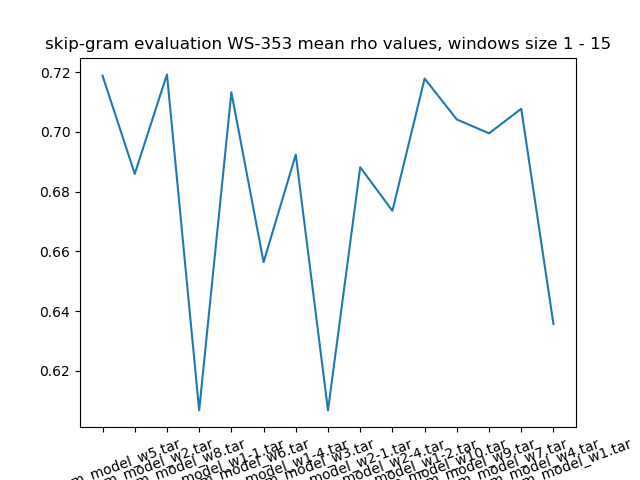 skip-gram evaluation WS-353 mean rho values, windows size 1 - 15
0.72
0.70
0.68
0.66
0.64
0.62
m_model_w5.tar
m_model_w2.tar
m_model_w8.tar
model_w1-1.tar
m_model_w6.tar
model_w1-4.tar
m_model_w3.tar
model_w2-1.tar
model_w2-4.tar
model_w1-2.tar
model_w10.tar
m_model_w9.tar
m_model_w7.tar
m_model_w4.tar
m_model_w1.tar